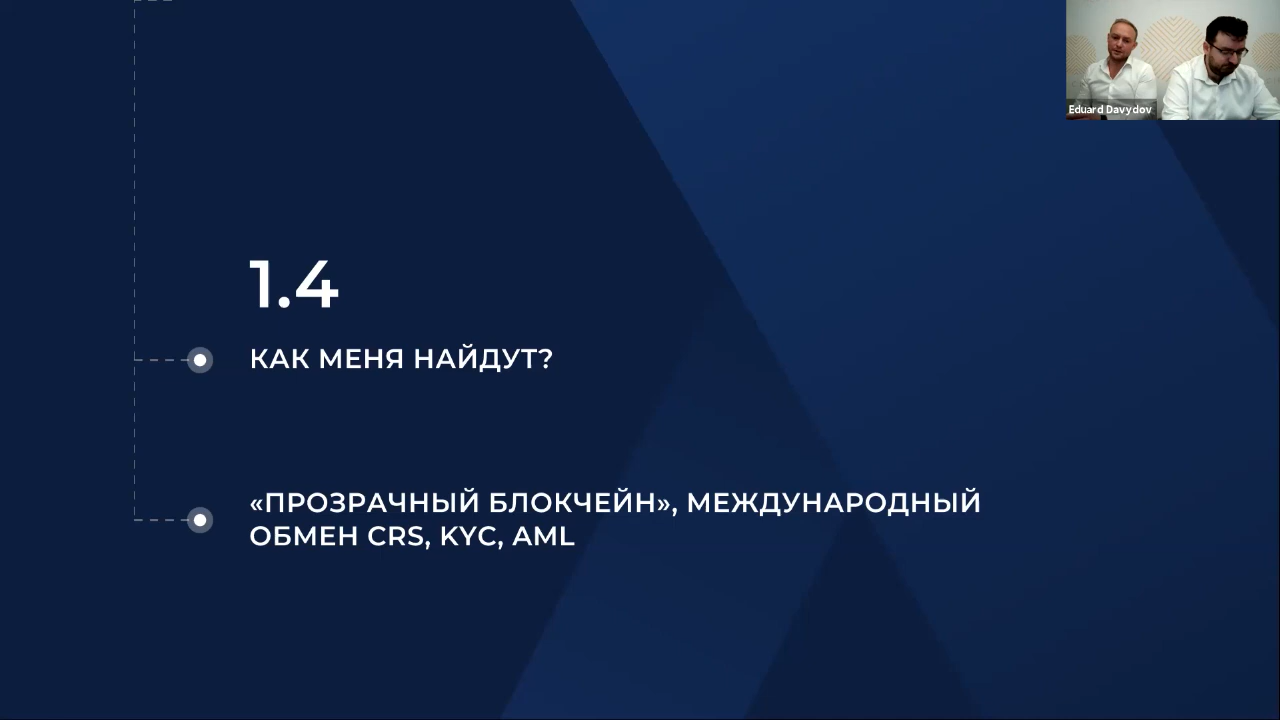 Eduard Davydov
1.4
КАК МЕНЯ НАЙДУТ?
«ПРОЗРАЧНЫЙ БЛОКЧЕЙН», МЕЖДУНАРОДНЫЙ
ОБМЕН CRS, KYC, AML